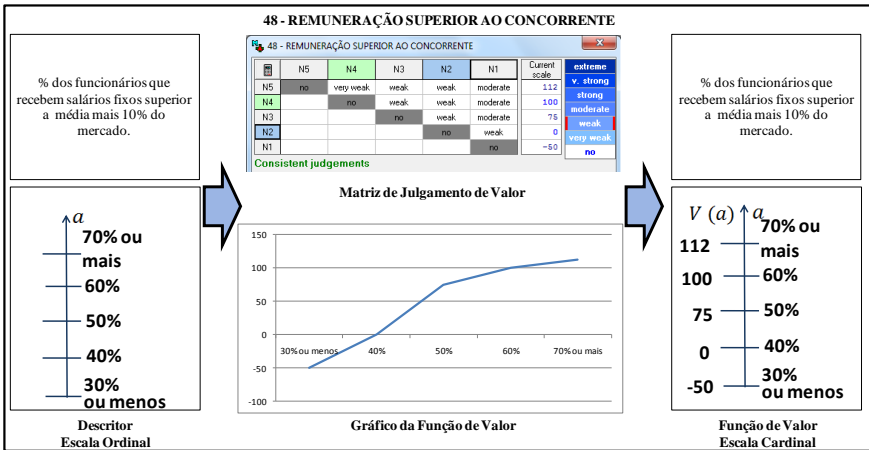 48 - REMUNERAÇÃO SUPERIOR AO CONCORRENTE
% dos funcionários que
recebem salários fixos superior
a média mais 10% do
mercado.
a
70% ou
mais
60%
50%
40%
30%
ou menos
Descritor
Escala Ordinal
48 - REMUNERAÇÃO SUPERIOR AO CONCORRENTE
N5 N4 N3 N2 N1 Current scale
N5 no very weak weak weak moderate 112
N4 no weak weak moderate 100
N3 no weak moderate 75
N2 no weak 0
N1 no -50
extreme
v. strong
strong
moderate
weak
very weak
no
Consistent judgements
Matriz de Julgamento de Valor
150
100
50
0
-50
-100
30% ou menos 40% 50% 60% 70% ou mais
Gráfico da Função de Valor
% dos funcionários que
recebem salários fixos superior
a média mais 10% do
mercado.
V (a) a
70% ou
112 mais
100 60%
75 50%
0 40%
-50 30%
ou menos
Função de Valor
Escala Cardinal